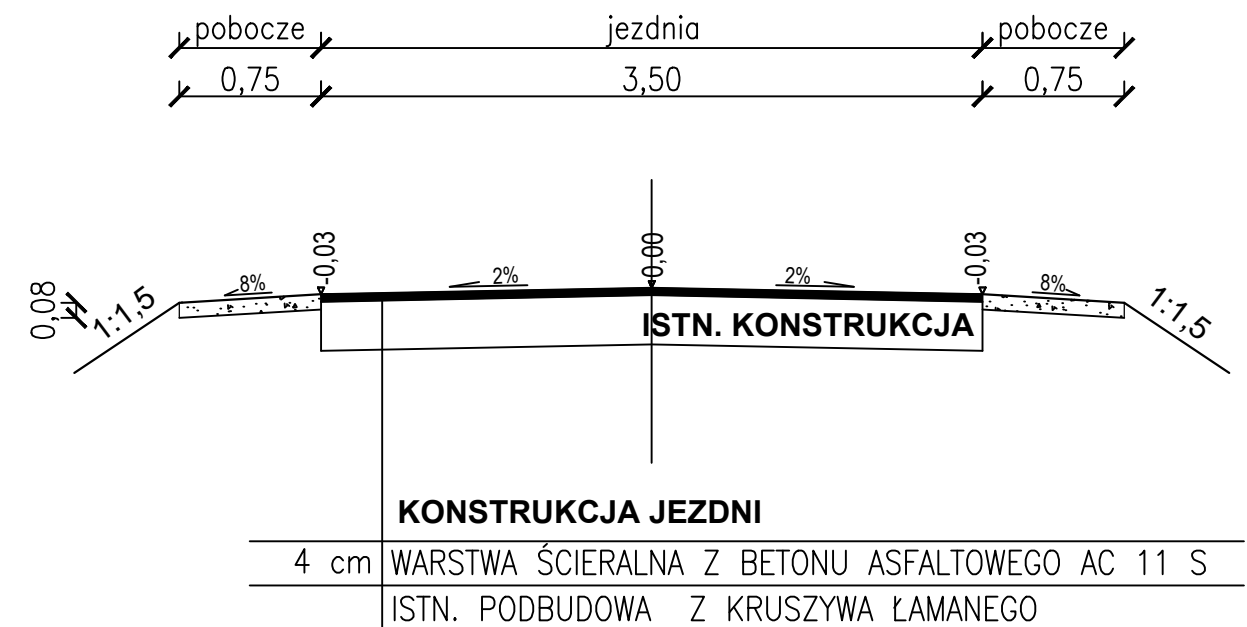 pobocze jezdnia pobocze
0,75 3,50 0,75
-0,03 0,00 -0,03
8% 2% 2% 8%
0,08 1:1,5 1:1,5
ISTN. KONSTRUKCJA
KONSTRUKCJA JEZDNI
4 cm WARSTWA ŚCIERALNA Z BETONU ASFALTOWEGO AC 11 S
ISTN. PODBUDOWA Z KRUSZYWA ŁAMANEGO